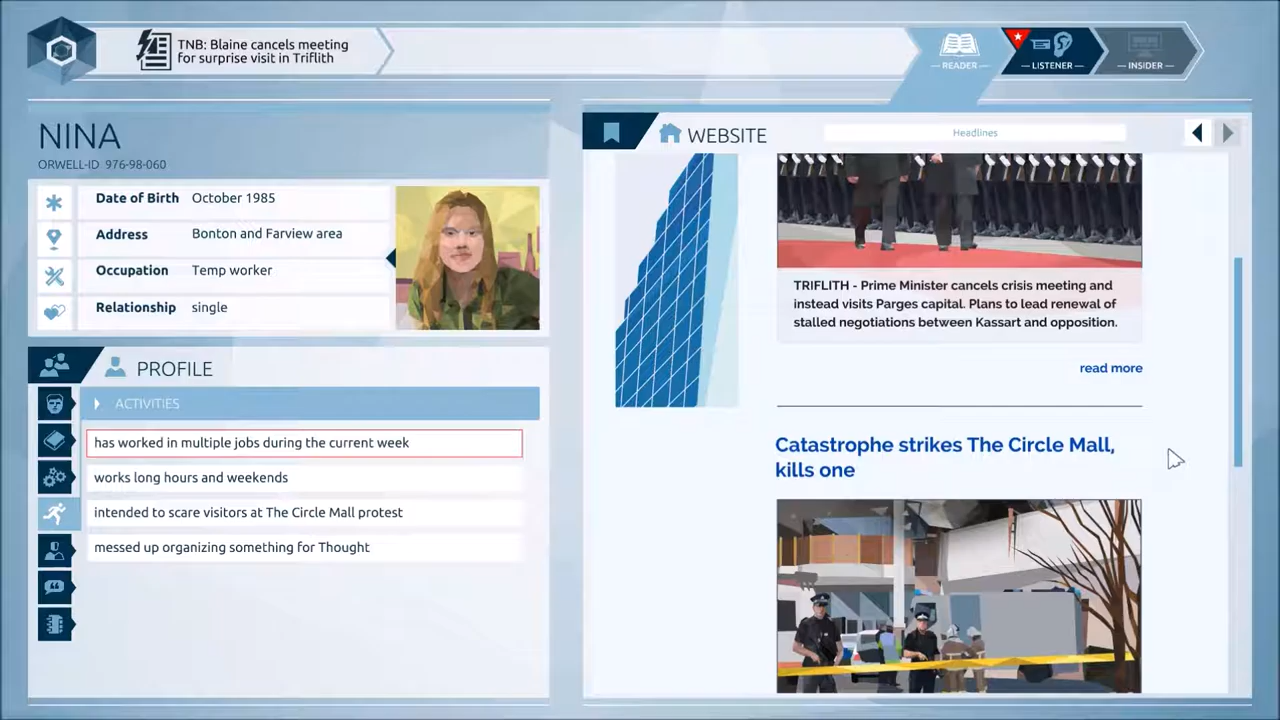 TNB: Blaine cancels meeting
for surprise visit in Triflith
READER
LISTENER
INSIDER
NINA
ORWELL-ID 976-98-060
Date of Birth October 1985
Address Bonton and Farview area
Occupation Temp worker
Relationship single
PROFILE
ACTIVITIES
has worked in multiple jobs during the current week
works long hours and weekends
intended to scare visitors at The Circle Mall protest
messed up organizing something for Thought
WEBSITE
Headlines
TRIFLITH - Prime Minister cancels crisis meeting and
instead visits Parges capital. Plans to lead renewal of
stalled negotiations between Kassart and opposition.
read more
Catastrophe strikes The Circle Mall,
kills one